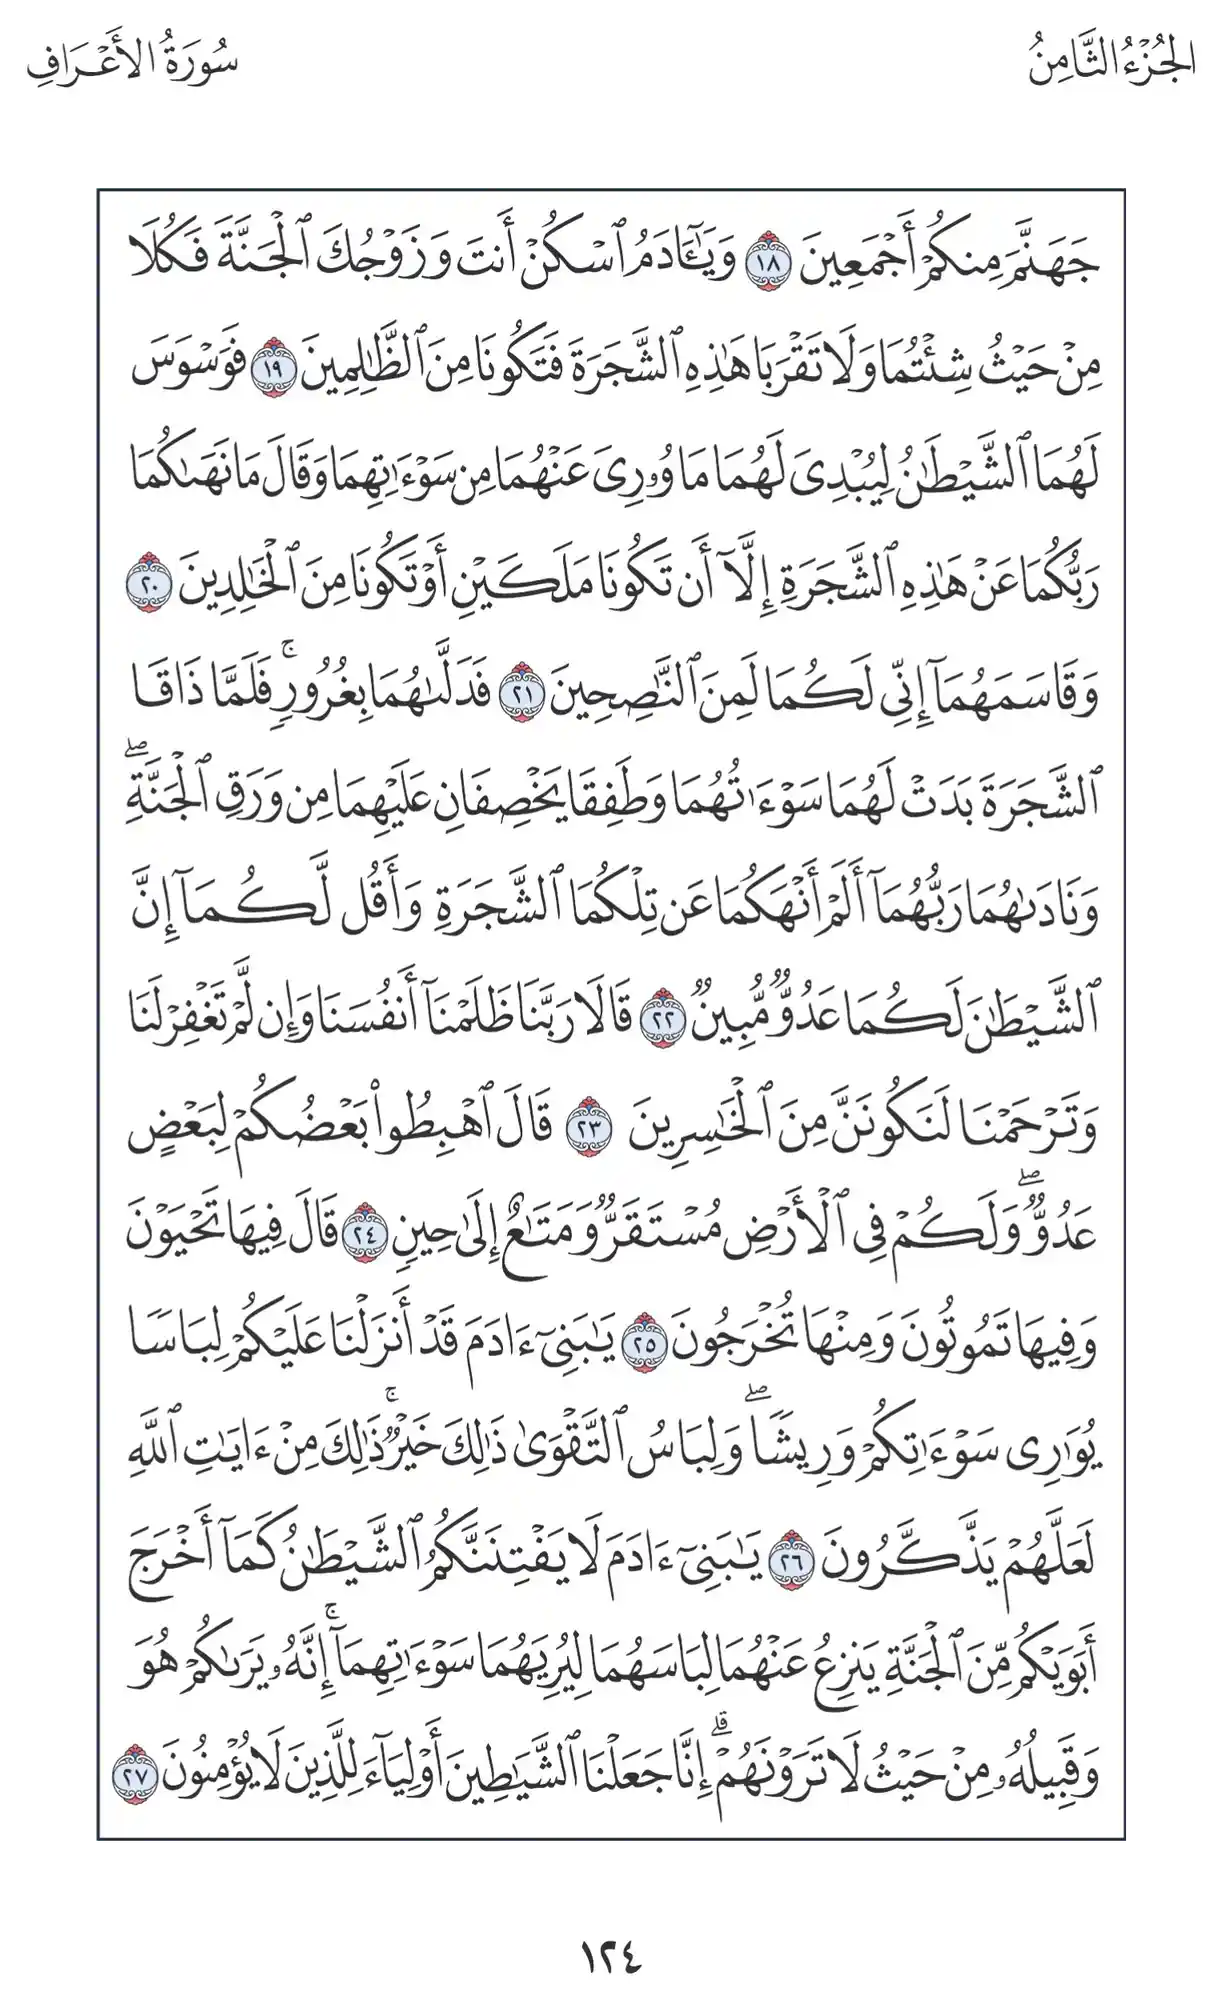 الجُزْءُ الثَّامِنُ
سُورَةُ الأَعْرَافِ
جَهَنَّمَ مِنكُمْ أَجْمَعِينَ ١٨ وَيَـٰٓـَٔادَمُ ٱسْكُنْ أَنتَ وَزَوْجُكَ ٱلْجَنَّةَ فَكُلَا
مِنْ حَيْثُ شِئْتُمَا وَلَا تَقْرَبَا هَـٰذِهِ ٱلشَّجَرَةَ فَتَكُونَا مِنَ ٱلظَّـٰلِمِينَ ١٩ فَوَسْوَسَ
لَهُمَا ٱلشَّيْطَـٰنُ لِيُبْدِىَ لَهُمَا مَا وُۥرِىَ عَنْهُمَا مِن سَوْءَٰتِهِمَا وَقَالَ مَا نَهَىٰكُمَا
رَبُّكُمَا عَنْ هَـٰذِهِ ٱلشَّجَرَةِ إِلَّآ أَن تَكُونَا مَلَكَيْنِ أَوْ تَكُونَا مِنَ ٱلْخَـٰلِدِينَ ٢٠
وَقَاسَمَهُمَآ إِنِّى لَكُمَا لَمِنَ ٱلنَّـٰصِحِينَ ٢١ فَدَلَّىٰهُمَا بِغُرُورٍۚ فَلَمَّا ذَاقَا
ٱلشَّجَرَةَ بَدَتْ لَهُمَا سَوْءَٰتُهُمَا وَطَفِقَا يَخْصِفَانِ عَلَيْهِمَا مِن وَرَقِ ٱلْجَنَّةِۖ
وَنَادَىٰهُمَا رَبُّهُمَآ أَلَمْ أَنْهَكُمَا عَن تِلْكُمَا ٱلشَّجَرَةِ وَأَقُل لَّكُمَآ إِنَّ
ٱلشَّيْطَـٰنَ لَكُمَا عَدُوٌّ مُّبِينٌ ٢٢ قَالَا رَبَّنَا ظَلَمْنَآ أَنفُسَنَا وَإِن لَّمْ تَغْفِرْ لَنَا
وَتَرْحَمْنَا لَنَكُونَنَّ مِنَ ٱلْخَـٰسِرِينَ ٢٣ قَالَ ٱهْبِطُوا۟ بَعْضُكُمْ لِبَعْضٍ
عَدُوٌّۖ وَلَكُمْ فِى ٱلْأَرْضِ مُسْتَقَرٌّ وَمَتَـٰعٌ إِلَىٰ حِينٍ ٢٤ قَالَ فِيهَا تَحْيَوْنَ
وَفِيهَا تَمُوتُونَ وَمِنْهَا تُخْرَجُونَ ٢٥ يَـٰبَنِىٓ ءَادَمَ قَدْ أَنزَلْنَا عَلَيْكُمْ لِبَاسًا
يُوَٰرِى سَوْءَٰتِكُمْ وَرِيشًاۖ وَلِبَاسُ ٱلتَّقْوَىٰ ذَٰلِكَ خَيْرٌۚ ذَٰلِكَ مِنْ ءَايَـٰتِ ٱللَّهِ
لَعَلَّهُمْ يَذَّكَّرُونَ ٢٦ يَـٰبَنِىٓ ءَادَمَ لَا يَفْتِنَنَّكُمُ ٱلشَّيْطَـٰنُ كَمَآ أَخْرَجَ
أَبَوَيْكُم مِّنَ ٱلْجَنَّةِ يَنزِعُ عَنْهُمَا لِبَاسَهُمَا لِيُرِيَهُمَا سَوْءَٰتِهِمَآۚ إِنَّهُۥ يَرَىٰكُمْ هُوَ
وَقَبِيلُهُۥ مِنْ حَيْثُ لَا تَرَوْنَهُمْۗ إِنَّا جَعَلْنَا ٱلشَّيَـٰطِينَ أَوْلِيَآءَ لِلَّذِينَ لَا يُؤْمِنُونَ ٢٧
١٢٤